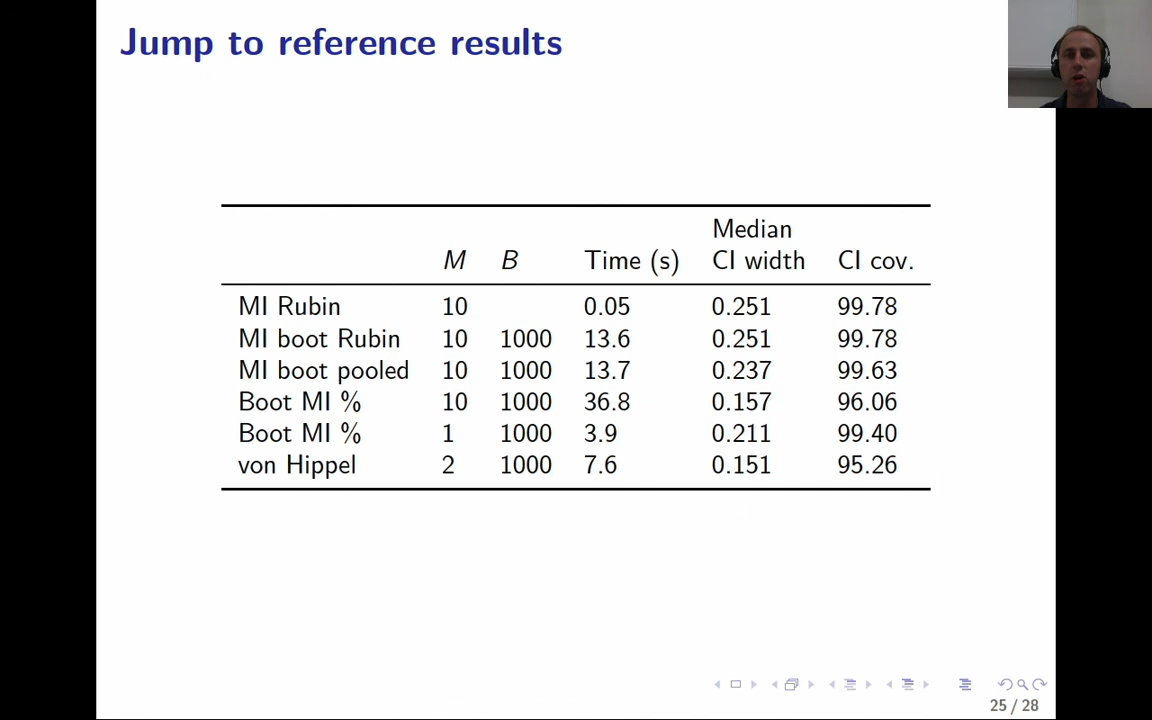 Jump to reference results
Median
M B Time (s) CI width CI cov.
MI Rubin 10 0.05 0.251 99.78
MI boot Rubin 10 1000 13.6 0.251 99.78
MI boot pooled 10 1000 13.7 0.237 99.63
Boot MI % 10 1000 36.8 0.157 96.06
Boot MI % 1 1000 3.9 0.211 99.40
von Hippel 2 1000 7.6 0.151 95.26
25 / 28